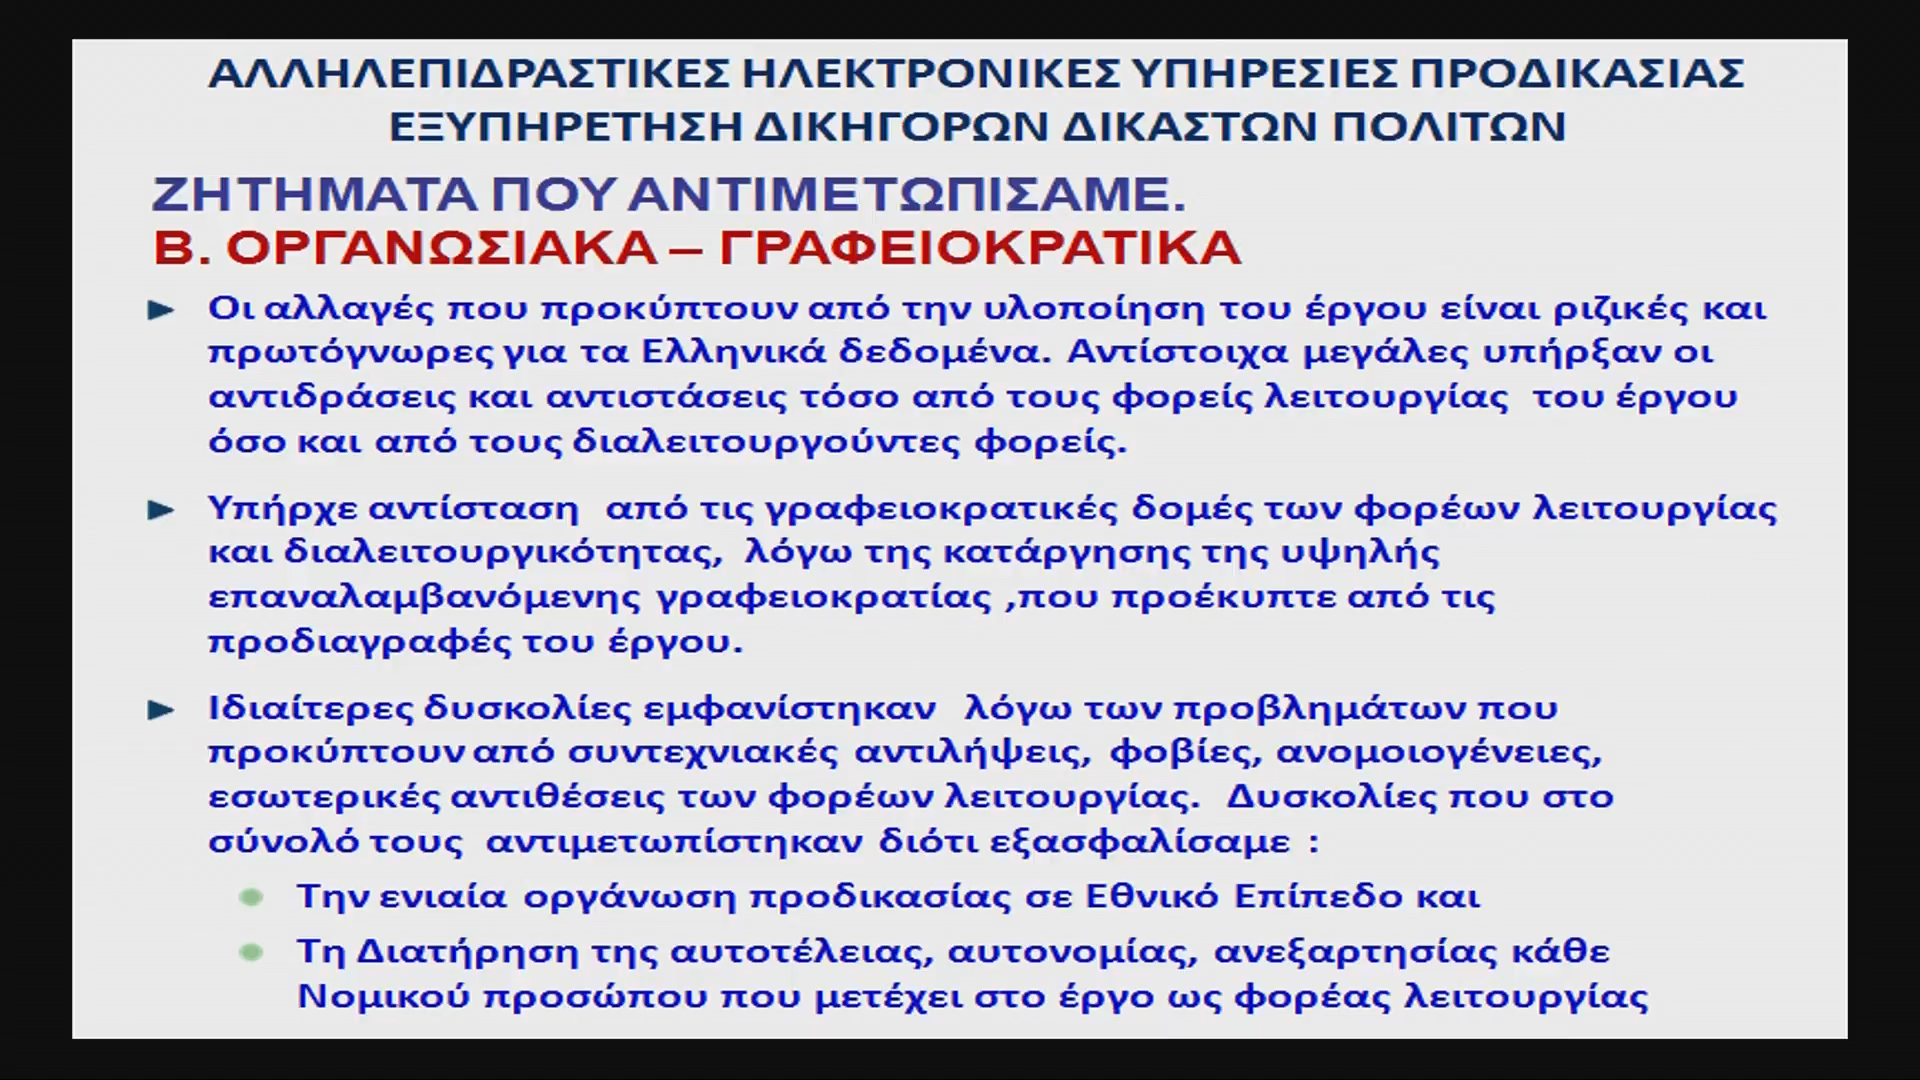 ΑΛΛΗΛΕΠΙΔΡΑΣΤΙΚΕΣ ΗΛΕΚΤΡΟΝΙΚΕΣ ΥΠΗΡΕΣΙΕΣ ΠΡΟΔΙΚΑΣΙΑΣ
ΕΞΥΠΗΡΕΤΗΣΗ ΔΙΚΗΓΟΡΩΝ ΔΙΚΑΣΤΩΝ ΠΟΛΙΤΩΝ
ΖΗΤΗΜΑΤΑ ΠΟΥ ΑΝΤΙΜΕΤΩΠΙΣΑΜΕ.
Β. ΟΡΓΑΝΩΣΙΑΚΑ – ΓΡΑΦΕΙΟΚΡΑΤΙΚΑ
► Οι αλλαγές που προκύπτουν από την υλοποίηση του έργου είναι ριζικές και
πρωτόγνωρες για τα Ελληνικά δεδομένα. Αντίστοιχα μεγάλες υπήρξαν οι
αντιδράσεις και αντιστάσεις τόσο από τους φορείς λειτουργίας του έργου
όσο και από τους διαλειτουργούντες φορείς.
► Υπήρχε αντίσταση από τις γραφειοκρατικές δομές των φορέων λειτουργίας
και διαλειτουργικότητας, λόγω της κατάργησης της υψηλής
επαναλαμβανόμενης γραφειοκρατίας ,που προέκυπτε από τις
προδιαγραφές του έργου.
► Ιδιαίτερες δυσκολίες εμφανίστηκαν λόγω των προβλημάτων που
προκύπτουν από συντεχνιακές αντιλήψεις, φοβίες, ανομοιογένειες,
εσωτερικές αντιθέσεις των φορέων λειτουργίας. Δυσκολίες που στο
σύνολό τους αντιμετωπίστηκαν διότι εξασφαλίσαμε :
● Την ενιαία οργάνωση προδικασίας σε Εθνικό Επίπεδο και
● Τη Διατήρηση της αυτοτέλειας, αυτονομίας, ανεξαρτησίας κάθε
Νομικού προσώπου που μετέχει στο έργο ως φορέας λειτουργίας